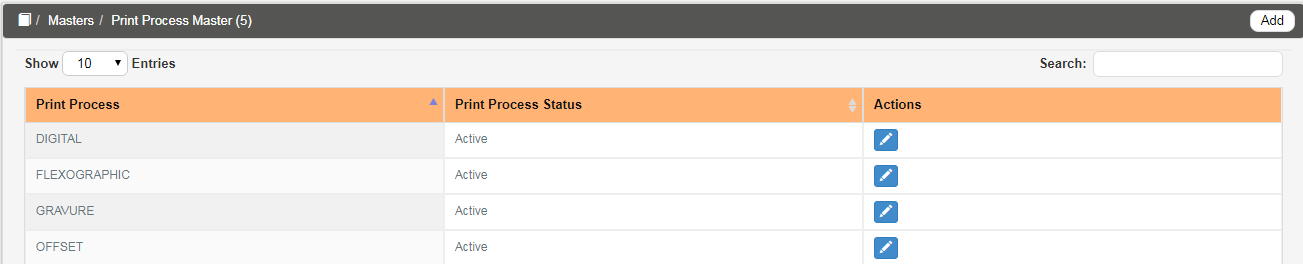 / Masters / Print Process Master (5) Add
Show 10 Entries Search:
Print Process Print Process Status Actions
DIGITAL Active
FLEXOGRAPHIC Active
GRAVURE Active
OFFSET Active